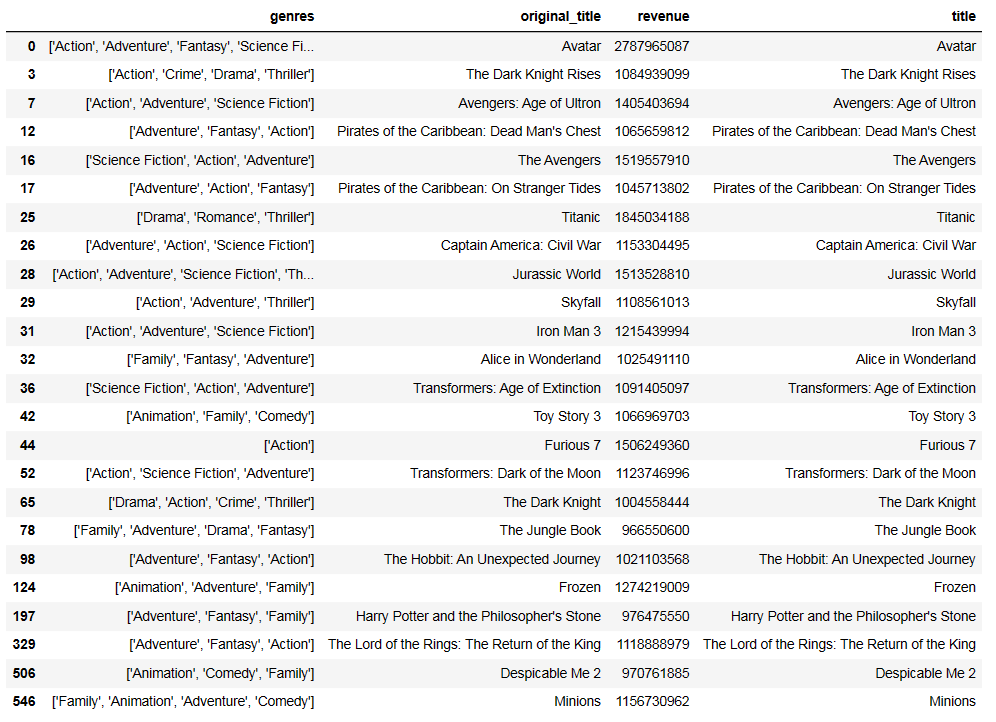 genres original_title revenue title
0 ['Action', 'Adventure', 'Fantasy', 'Science Fi... Avatar 2787965087 Avatar
3 ['Action', 'Crime', 'Drama', 'Thriller'] The Dark Knight Rises 1084939099 The Dark Knight Rises
7 ['Action', 'Adventure', 'Science Fiction'] Avengers: Age of Ultron 1405403694 Avengers: Age of Ultron
12 ['Adventure', 'Fantasy', 'Action'] Pirates of the Caribbean: Dead Man's Chest 1065659812 Pirates of the Caribbean: Dead Man's Chest
16 ['Science Fiction', 'Action', 'Adventure'] The Avengers 1519557910 The Avengers
17 ['Adventure', 'Action', 'Fantasy'] Pirates of the Caribbean: On Stranger Tides 1045713802 Pirates of the Caribbean: On Stranger Tides
25 ['Drama', 'Romance', 'Thriller'] Titanic 1845034188 Titanic
26 ['Adventure', 'Action', 'Science Fiction'] Captain America: Civil War 1153304495 Captain America: Civil War
28 ['Action', 'Adventure', 'Science Fiction', 'Th... Jurassic World 1513528810 Jurassic World
29 ['Action', 'Adventure', 'Thriller'] Skyfall 1108561013 Skyfall
31 ['Action', 'Adventure', 'Science Fiction'] Iron Man 3 1215439994 Iron Man 3
32 ['Family', 'Fantasy', 'Adventure'] Alice in Wonderland 1025491110 Alice in Wonderland
36 ['Science Fiction', 'Action', 'Adventure'] Transformers: Age of Extinction 1091405097 Transformers: Age of Extinction
42 ['Animation', 'Family', 'Comedy'] Toy Story 3 1066969703 Toy Story 3
44 ['Action'] Furious 7 1506249360 Furious 7
52 ['Action', 'Science Fiction', 'Adventure'] Transformers: Dark of the Moon 1123746996 Transformers: Dark of the Moon
65 ['Drama', 'Action', 'Crime', 'Thriller'] The Dark Knight 1004558444 The Dark Knight
78 ['Family', 'Adventure', 'Drama', 'Fantasy'] The Jungle Book 966550600 The Jungle Book
98 ['Adventure', 'Fantasy', 'Action'] The Hobbit: An Unexpected Journey 1021103568 The Hobbit: An Unexpected Journey
124 ['Animation', 'Adventure', 'Family'] Frozen 1274219009 Frozen
197 ['Adventure', 'Fantasy', 'Family'] Harry Potter and the Philosopher's Stone 976475550 Harry Potter and the Philosopher's Stone
329 ['Adventure', 'Fantasy', 'Action'] The Lord of the Rings: The Return of the King 1118888979 The Lord of the Rings: The Return of the King
506 ['Animation', 'Comedy', 'Family'] Despicable Me 2 970761885 Despicable Me 2
546 ['Family', 'Animation', 'Adventure', 'Comedy'] Minions 1156730962 Minions